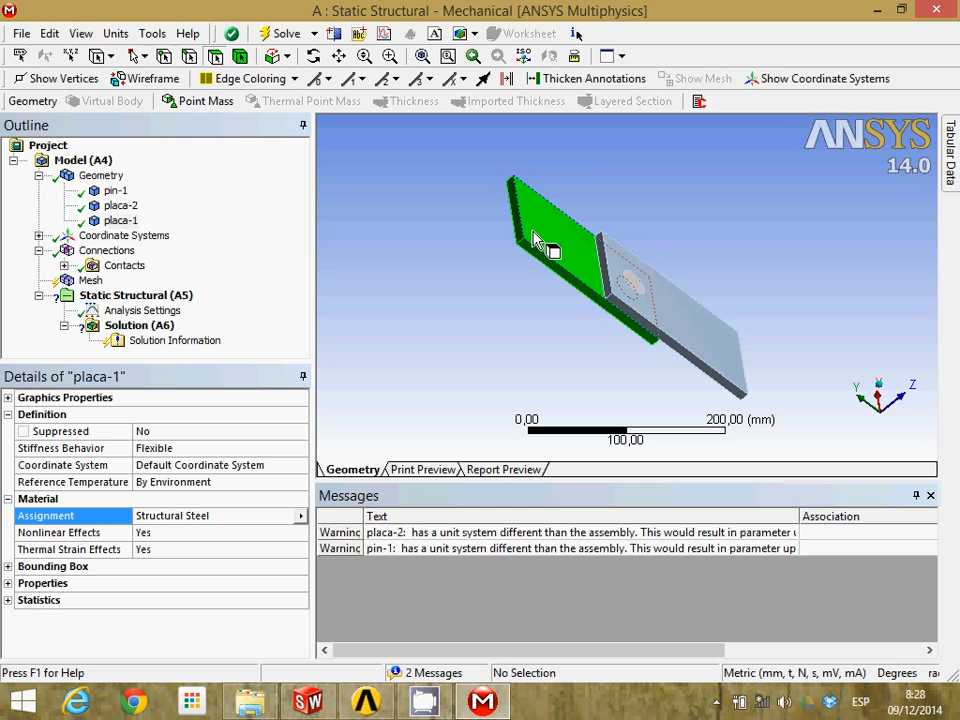 A : Static Structural - Mechanical [ANSYS Multiphysics]
File Edit View Units Tools Help Solve Worksheet
Show Vertices Wireframe Edge Coloring Thicken Annotations Show Mesh Show Coordinate Systems
Geometry Virtual Body Point Mass Thermal Point Mass Thickness Imported Thickness Layered Section
Outline
Project
Model (A4)
Geometry
pin-1
placa-2
placa-1
Coordinate Systems
Connections
Contacts
Mesh
Static Structural (A5)
Analysis Settings
Solution (A6)
Solution Information
Details of "placa-1"
Graphics Properties
Definition
Suppressed No
Stiffness Behavior Flexible
Coordinate System Default Coordinate System
Reference Temperature By Environment
Material
Assignment Structural Steel
Nonlinear Effects Yes
Thermal Strain Effects Yes
Bounding Box
Properties
Statistics
ANSYS
14.0
Tabular Data
Y X Z
0,00 200,00 (mm)
100,00
Geometry Print Preview Report Preview
Messages
Text Association
Warning placa-2: has a unit system different than the assembly. This would result in parameter u
Warning pin-1: has a unit system different than the assembly. This would result in parameter up
Press F1 for Help 2 Messages No Selection Metric (mm, t, N, s, mV, mA) Degrees ra
ESP
8:28
09/12/2014